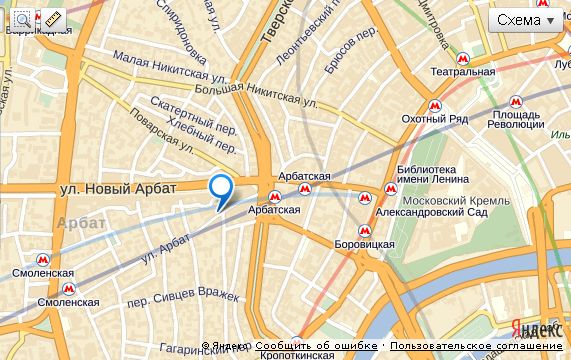 Баррикадная
Спиридоновка
Тверская
Леонтьевский пер.
Брюсов пер.
Дмитровка
Схема
Театральная
Малая Никитская ул.
Большая Никитская ул.
Скатертный пер.
Хлебный пер.
Поварская ул.
Охотный Ряд
Площадь
Революции
Арбатская
Библиотека
имени Ленина
ул. Новый Арбат
Московский Кремль
Арбатская
Александровский Сад
Арбат
ул. Арбат
Боровицкая
Смоленская
Смоленская
пер. Сивцев Вражек
Гагаринский пер.
Кропоткинская
Яндекс
© Яндекс Сообщить об ошибке · Пользовательское соглашение